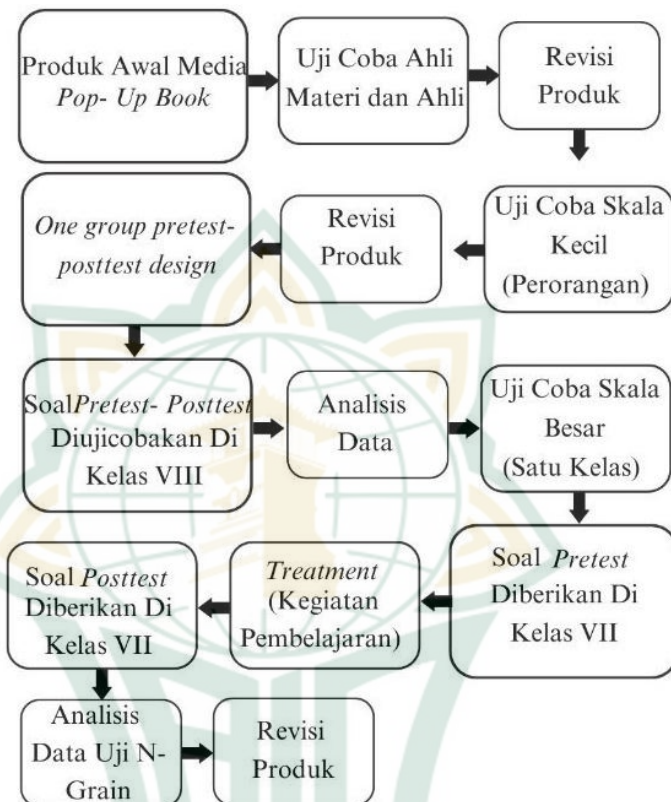 Produk Awal Media
Pop- Up Book
Uji Coba Ahli
Materi dan Ahli
Revisi
Produk
Uji Coba Skala
Kecil
(Perorangan)
Revisi
Produk
One group pretest-
posttest design
Soal Pretest- Posttest
Diujicobakan Di
Kelas VIII
Analisis
Data
Uji Coba Skala
Besar
(Satu Kelas)
Soal Pretest
Diberikan Di
Kelas VII
Treatment
(Kegiatan
Pembelajaran)
Soal Posttest
Diberikan Di
Kelas VII
Analisis
Data Uji N-
Grain
Revisi
Produk